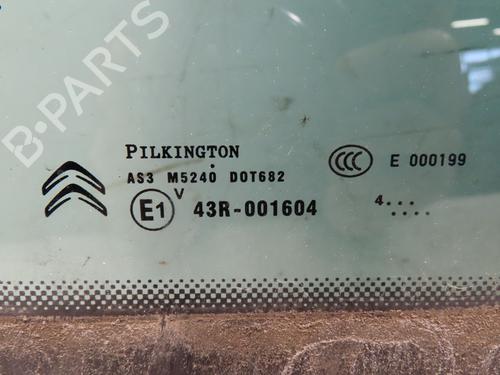 B-PARTS
PILKINGTON
AS3 M5240 DOT682
E1 V 43R-001604
CCC E 000199
4...
....